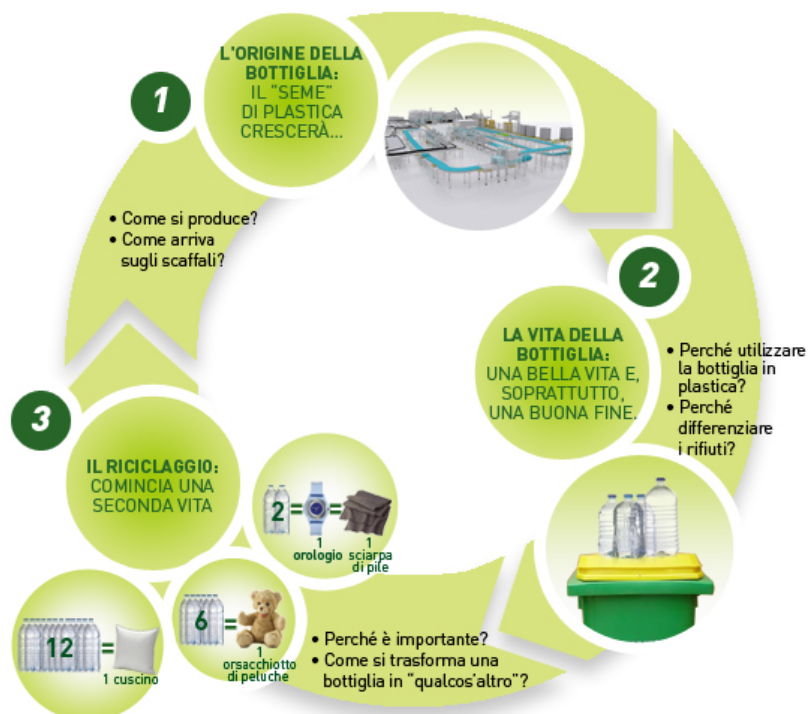 1
L'ORIGINE DELLA
BOTTIGLIA:
IL "SEME"
DI PLASTICA
CRESCERÀ...
• Come si produce?
• Come arriva
sugli scaffali?
2
LA VITA DELLA
BOTTIGLIA:
UNA BELLA VITA E,
SOPRATTUTTO,
UNA BUONA FINE.
• Perché utilizzare
la bottiglia in
plastica?
• Perché
differenziare
i rifiuti?
3
IL RICICLAGGIO:
COMINCIA UNA
SECONDA VITA
2 = =
1
orologio
1
sciarpa
di pile
6 =
1
orsacchiotto
di peluche
12 =
1 cuscino
• Perché è importante?
• Come si trasforma una
bottiglia in "qualcos'altro"?